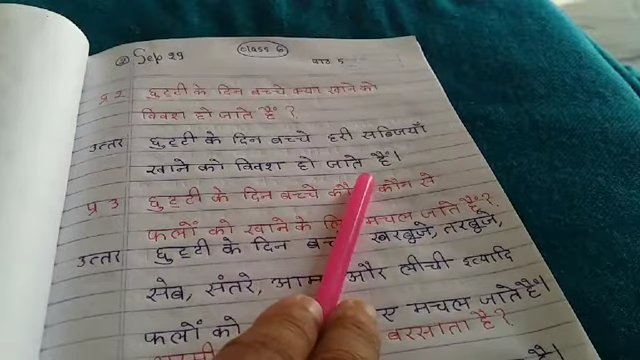 ② Sep 29 Class 6 पाठ 5
प्र 2 छुट्टी के दिन बच्चे क्या खाने को
विवश हो जाते हैं ?
उत्तर छुट्टी के दिन बच्चे हरी सब्जियाँ
खाने को विवश हो जाते हैं।
प्र 3 छुट्टी के दिन बच्चे कौन कौन से
फलों को खाने के लिए मचल जाते हैं ?
उत्तर छुट्टी के दिन खरबूजे, तरबूजे,
सेब, संतरे, आम और लीची इत्यादि
फलों को मचल जाते हैं।
बरसाता है ?